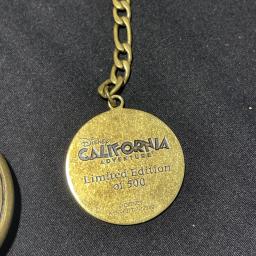 Disney
CALIFORNIA
ADVENTURE
Limited Edition
of 500